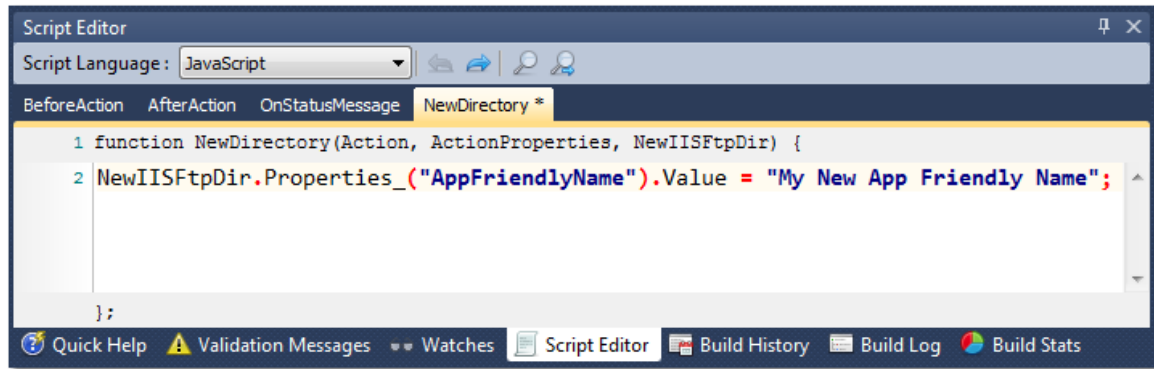 Script Editor
Script Language: JavaScript
BeforeAction AfterAction OnStatusMessage NewDirectory *
1 function NewDirectory(Action, ActionProperties, NewIISFtpDir) {
2 NewIISFtpDir.Properties_("AppFriendlyName").Value = "My New App Friendly Name";
};
Quick Help Validation Messages Watches Script Editor Build History Build Log Build Stats